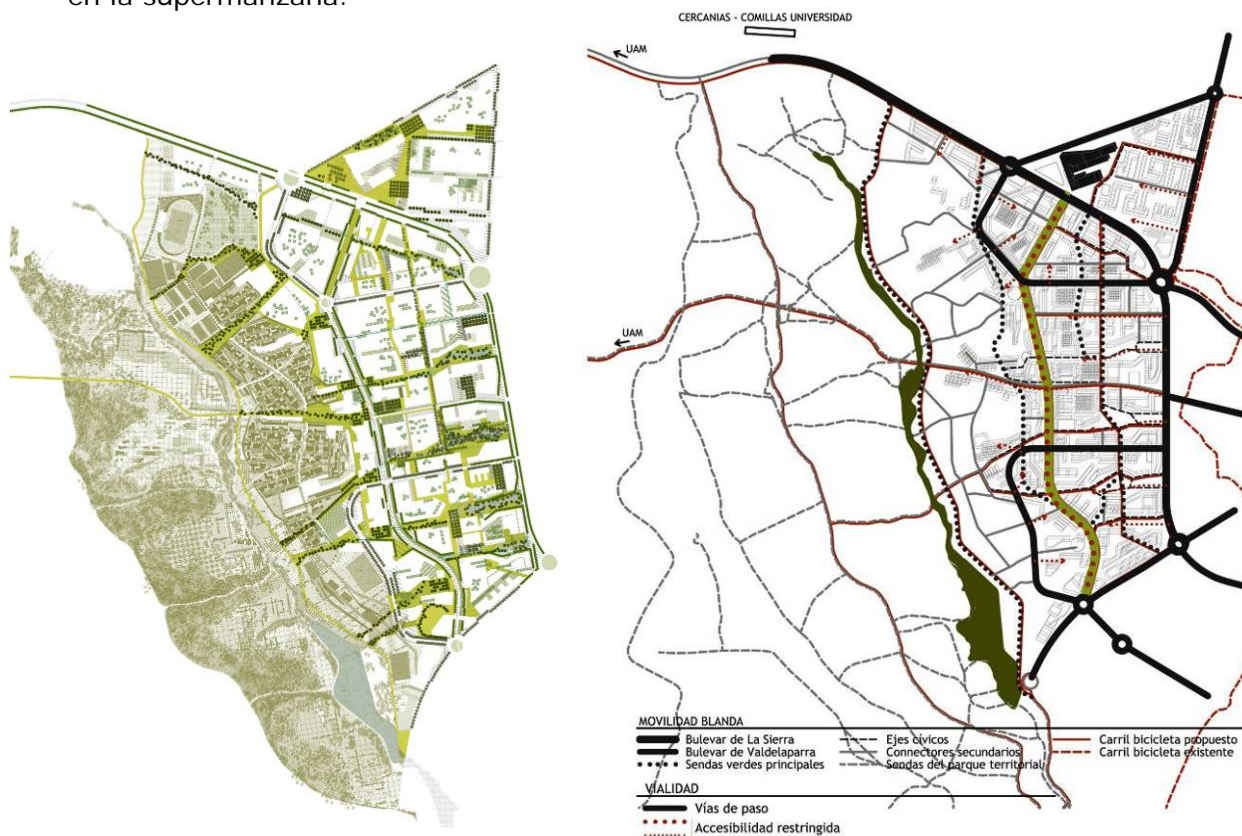 en la supermanzana.
CERCANIAS - COMILLAS UNIVERSIDAD
UAM
UAM
MOVILIDAD BLANDA
Bulevar de La Sierra
Bulevar de Valdelaparra
Sendas verdes principales
Ejes cívicos
Connectores secundarios
Sendas del parque territorial
Carril bicicleta propuesto
Carril bicicleta existente
VIALIDAD
Vías de paso
Accesibilidad restringida